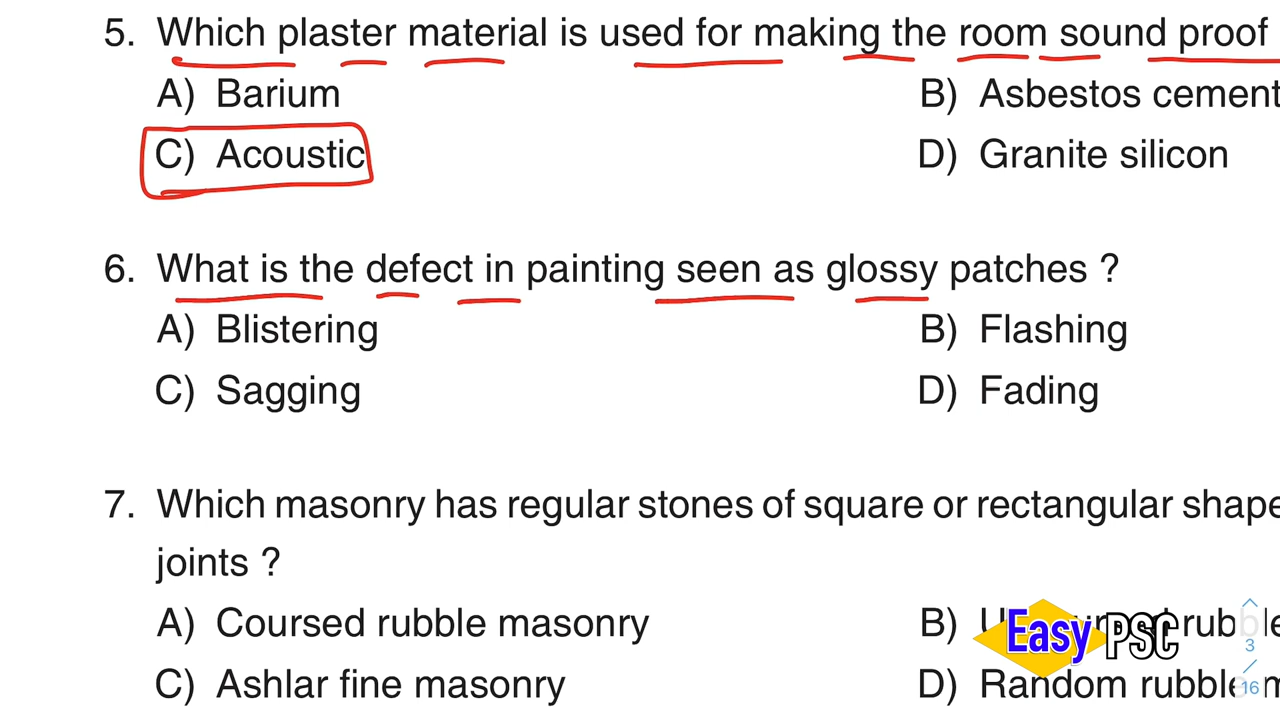 5. Which plaster material is used for making the room sound proof
A) Barium B) Asbestos cement
C) Acoustic D) Granite silicon
6. What is the defect in painting seen as glossy patches ?
A) Blistering B) Flashing
C) Sagging D) Fading
7. Which masonry has regular stones of square or rectangular shape
joints ?
A) Coursed rubble masonry B)
C) Ashlar fine masonry D) Random rubble
Easy PSC
3
16